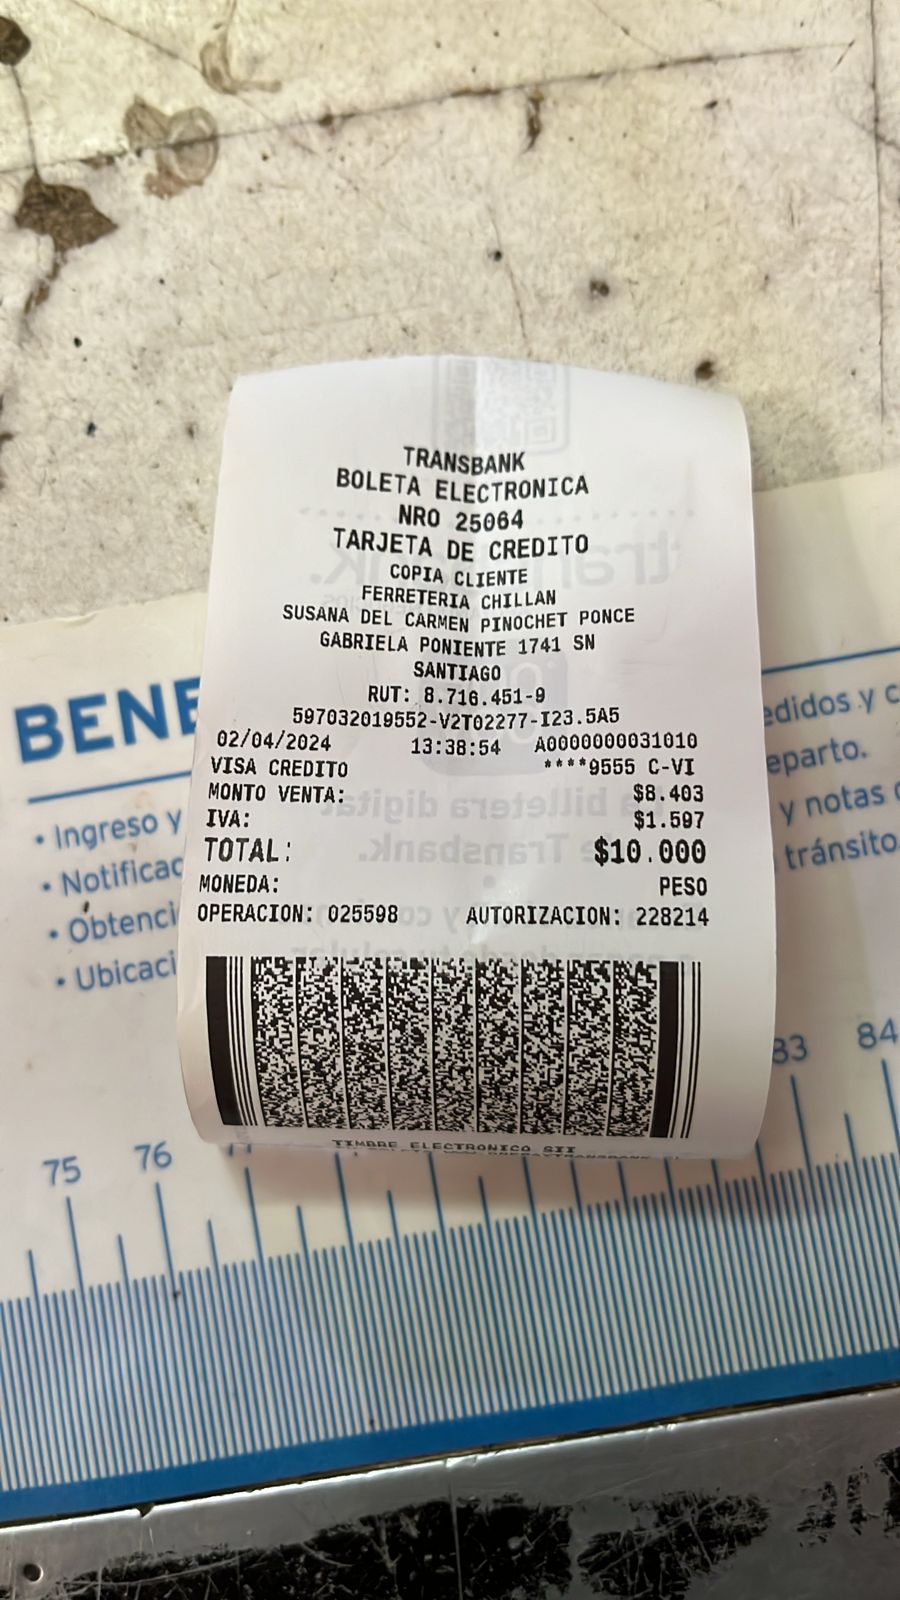 TRANSBANK
BOLETA ELECTRONICA
NRO 25064
TARJETA DE CREDITO
COPIA CLIENTE
FERRETERIA CHILLAN
SUSANA DEL CARMEN PINOCHET PONCE
GABRIELA PONIENTE 1741 SN
SANTIAGO
RUT: 8.716.451-9
597032019552-V2T02277-I23.5A5
02/04/2024 13:38:54 A0000000031010
VISA CREDITO ****9555 C-VI
MONTO VENTA: $8.403
IVA: $1.597
TOTAL: $10.000
MONEDA: PESO
OPERACION: 025598 AUTORIZACION: 228214
TIMBRE ELECTRONICO SII
BENE
• Ingreso y
• Notificac
• Obtenci
• Ubicaci
edidos y c
eparto.
y notas
tránsito
75 76 77 83 84